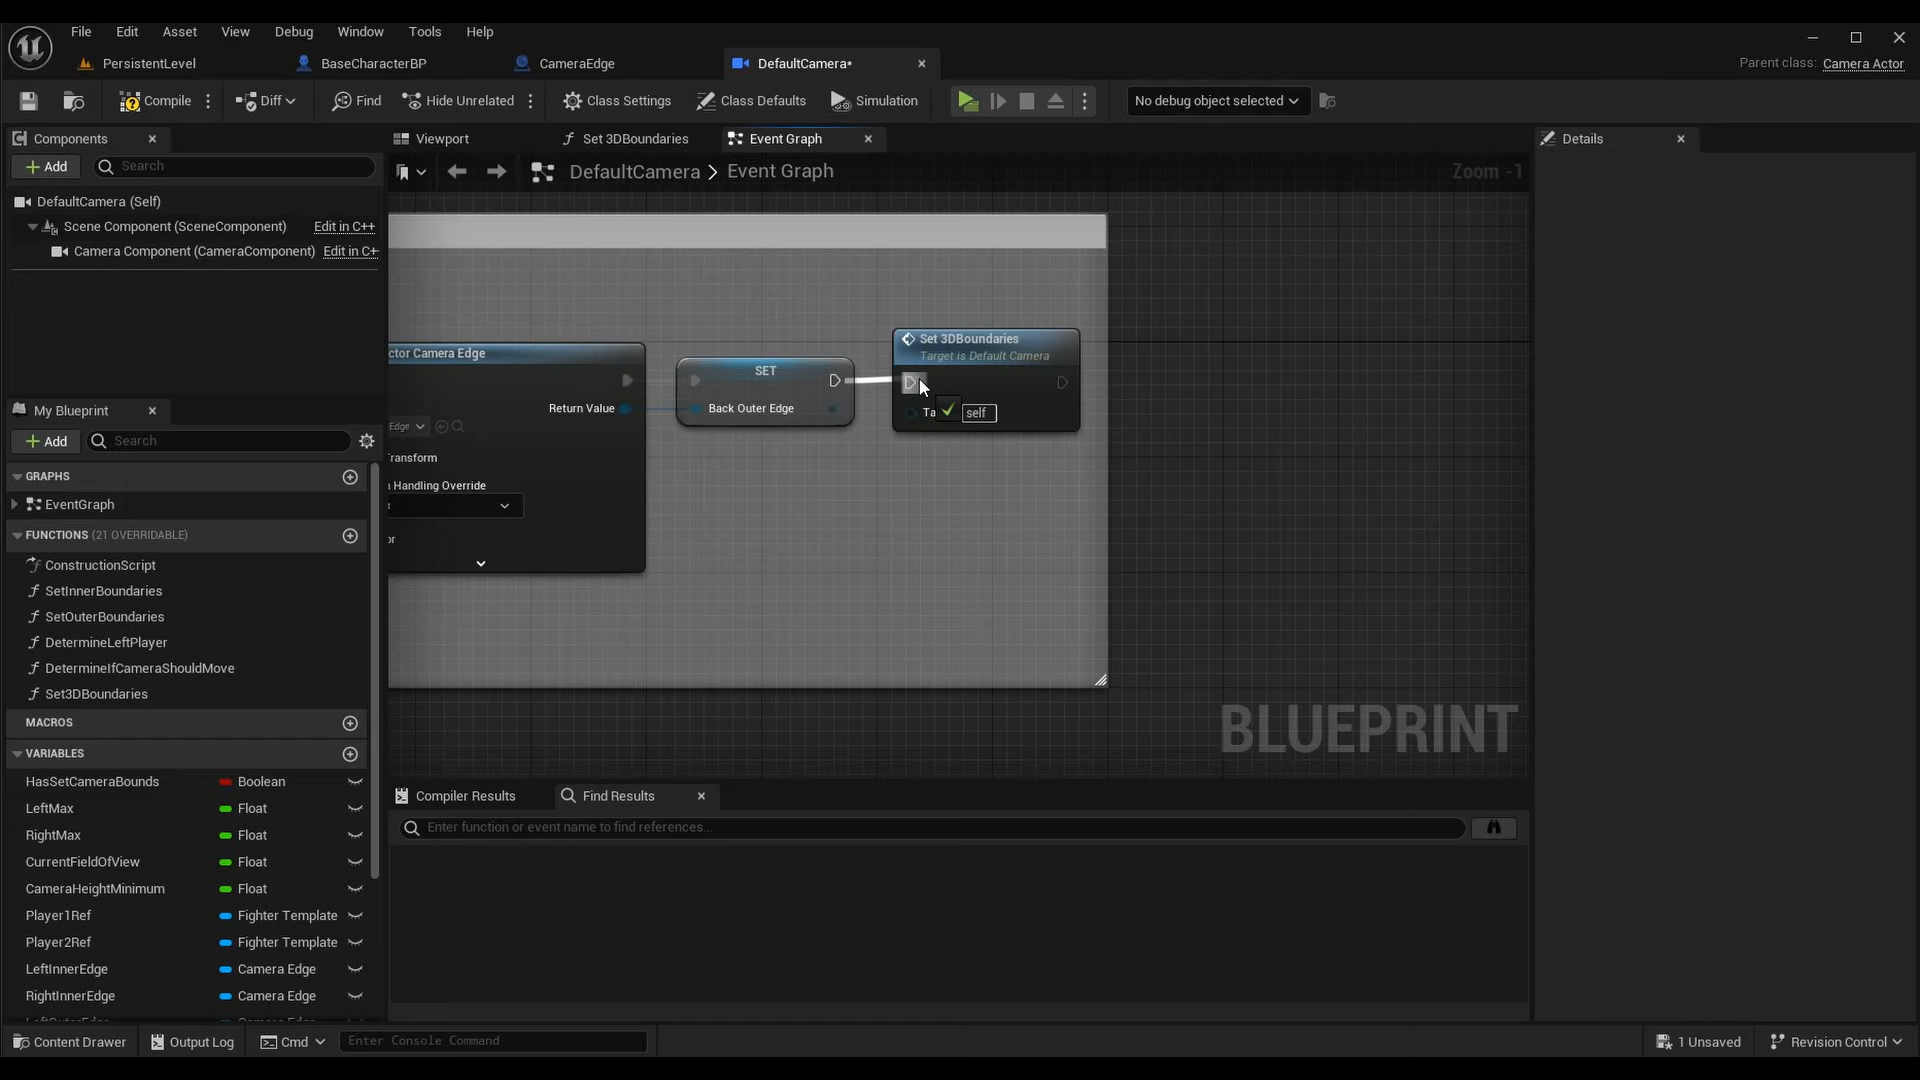 File Edit Asset View Debug Window Tools Help
PersistentLevel BaseCharacterBP CameraEdge DefaultCamera*
Parent class: Camera Actor
Compile Diff Find Hide Unrelated Class Settings Class Defaults Simulation No debug object selected
Components Viewport Set 3DBoundaries Event Graph Details
Add Search
DefaultCamera > Event Graph Zoom -1
DefaultCamera (Self)
Scene Component (SceneComponent) Edit in C++
Camera Component (CameraComponent) Edit in C+
ctor Camera Edge
Return Value
Edge
Transform
n Handling Override
t
or
SET
Back Outer Edge
Set 3DBoundaries
Target is Default Camera
Ta self
BLUEPRINT
My Blueprint
Add Search
GRAPHS
EventGraph
FUNCTIONS (21 OVERRIDABLE)
ConstructionScript
SetInnerBoundaries
SetOuterBoundaries
DetermineLeftPlayer
DetermineIfCameraShouldMove
Set3DBoundaries
MACROS
VARIABLES
HasSetCameraBounds Boolean
LeftMax Float
RightMax Float
CurrentFieldOfView Float
CameraHeightMinimum Float
Player1Ref Fighter Template
Player2Ref Fighter Template
LeftInnerEdge Camera Edge
RightInnerEdge Camera Edge
Compiler Results Find Results
Enter function or event name to find references...
Content Drawer Output Log Cmd Enter Console Command 1 Unsaved Revision Control